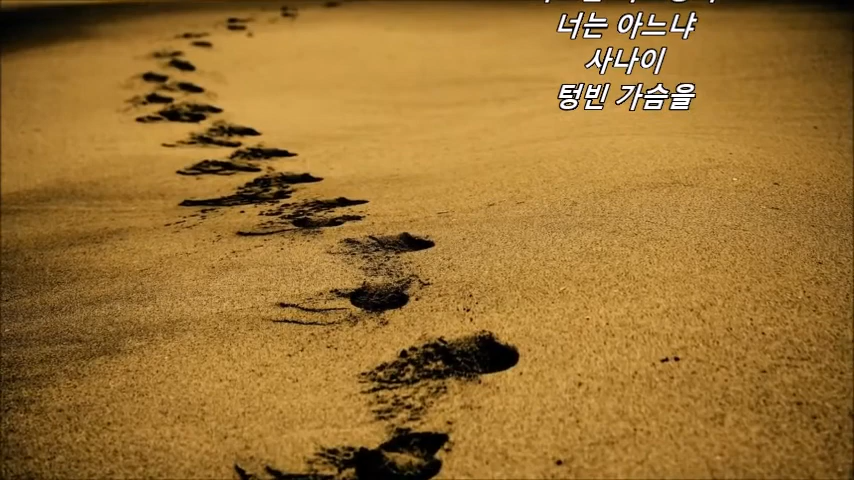 너는 아느냐
사나이
텅빈 가슴을